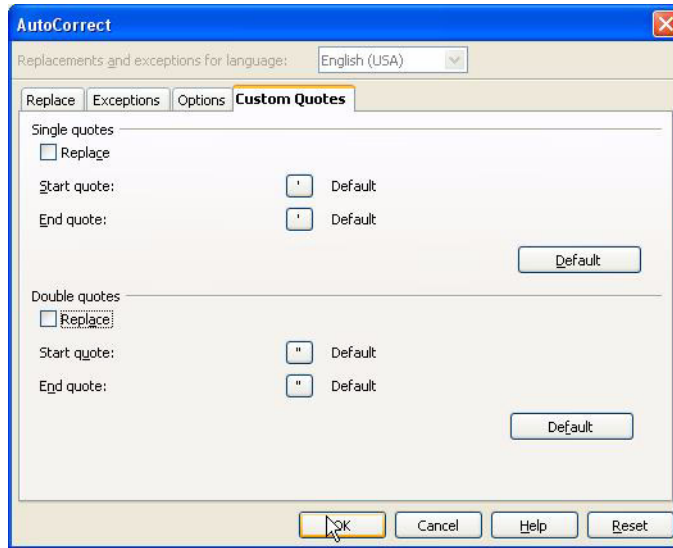 AutoCorrect
Replacements and exceptions for language: English (USA)
Replace Exceptions Options Custom Quotes
Single quotes
Replace
Start quote: ' Default
End quote: ' Default
Default
Double quotes
Replace
Start quote: " Default
End quote: " Default
Default
OK Cancel Help Reset